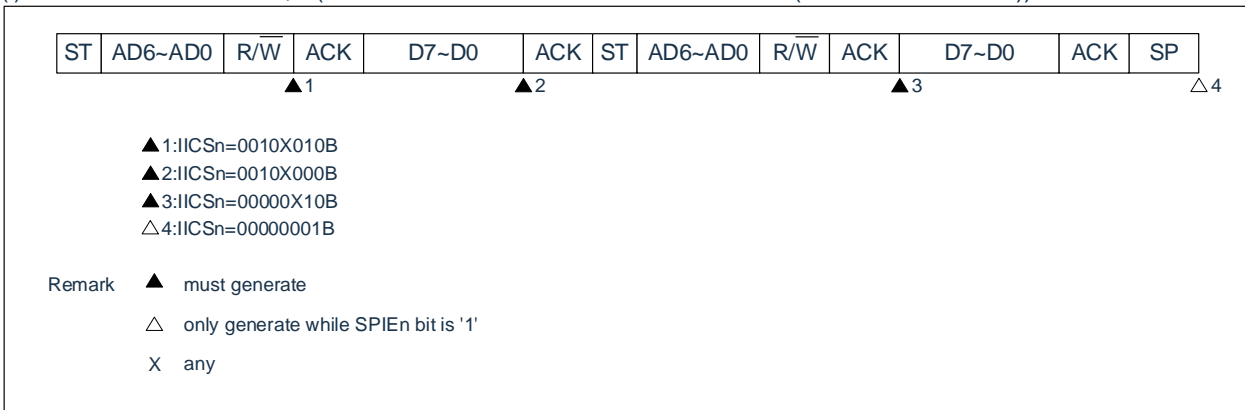 ST AD6~AD0 R/W̅ ACK D7~D0 ACK ST AD6~AD0 R/W̅ ACK D7~D0 ACK SP
▲1 ▲2 ▲3 △4
▲1:IICSn=0010X010B
▲2:IICSn=0010X000B
▲3:IICSn=00000X10B
△4:IICSn=00000001B
Remark ▲ must generate
△ only generate while SPIEn bit is '1'
X any